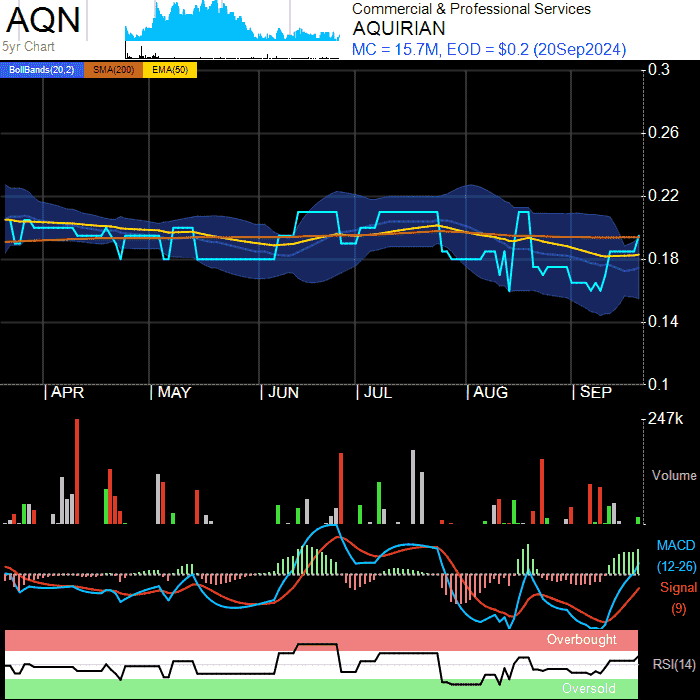 AQN
5yr Chart
Commercial & Professional Services
AQUIRIAN
MC = 15.7M, EOD = $0.2 (20Sep2024)
BollBands(20,2) SMA(200) EMA(50)
0.3
0.26
0.22
0.18
0.14
0.1
APR MAY JUN JUL AUG SEP
247k
Volume
MACD
(12-26)
Signal
(9)
Overbought
RSI(14)
Oversold